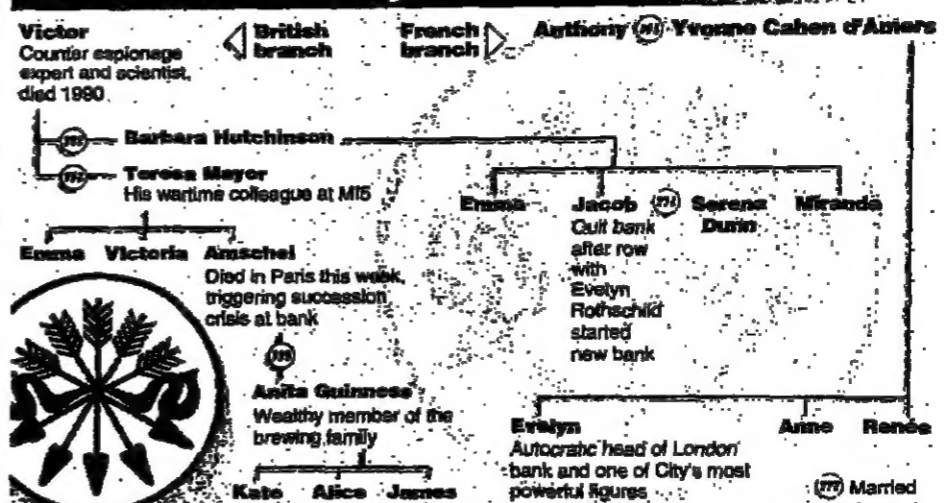 Victor
Counter espionage
expert and scientist,
died 1990
British
branch
French
branch
Anthony m Yvonne Cahen d'Anvers
m Barbara Hutchinson
m Teresa Mayor
His wartime colleague at MI5
Emma Victoria Amschel
Died in Paris this week,
triggering succession
crisis at bank
m
Anita Guinness
Wealthy member of the
brewing family
Kate Alice James
Emma Jacob m Serena Miranda
Dunn
Quit bank
after row
with
Evelyn
Rothschild
started
new bank
Evelyn Anne Renée
Autocratic head of London
bank and one of City's most
powerful figures
m Married